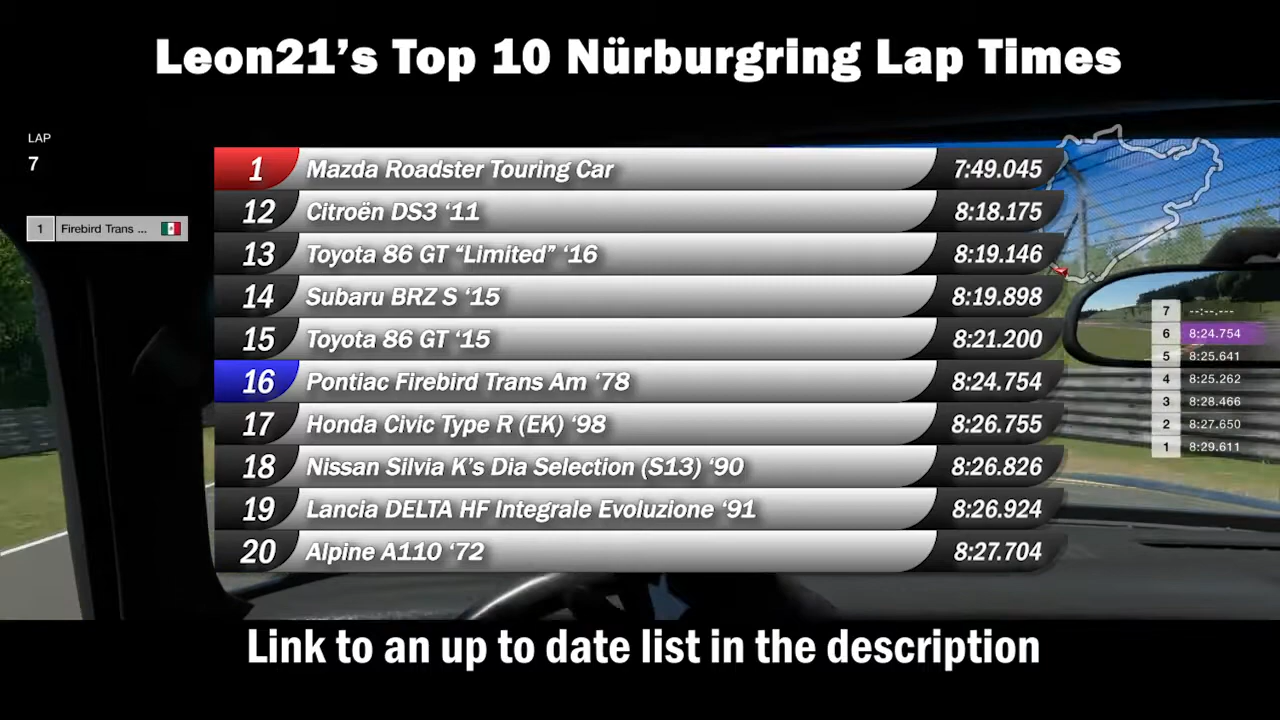 Leon21’s Top 10 Nürburgring Lap Times
LAP
7
1 Firebird Trans ...
1 Mazda Roadster Touring Car 7:49.045
12 Citroën DS3 ‘11 8:18.175
13 Toyota 86 GT “Limited” ‘16 8:19.146
14 Subaru BRZ S ‘15 8:19.898
15 Toyota 86 GT ‘15 8:21.200
16 Pontiac Firebird Trans Am ‘78 8:24.754
17 Honda Civic Type R (EK) ‘98 8:26.755
18 Nissan Silvia K’s Dia Selection (S13) ‘90 8:26.826
19 Lancia DELTA HF Integrale Evoluzione ‘91 8:26.924
20 Alpine A110 ‘72 8:27.704
7 --:--.---
6 8:24.754
5 8:25.641
4 8:25.262
3 8:28.466
2 8:27.650
1 8:29.611
Link to an up to date list in the description